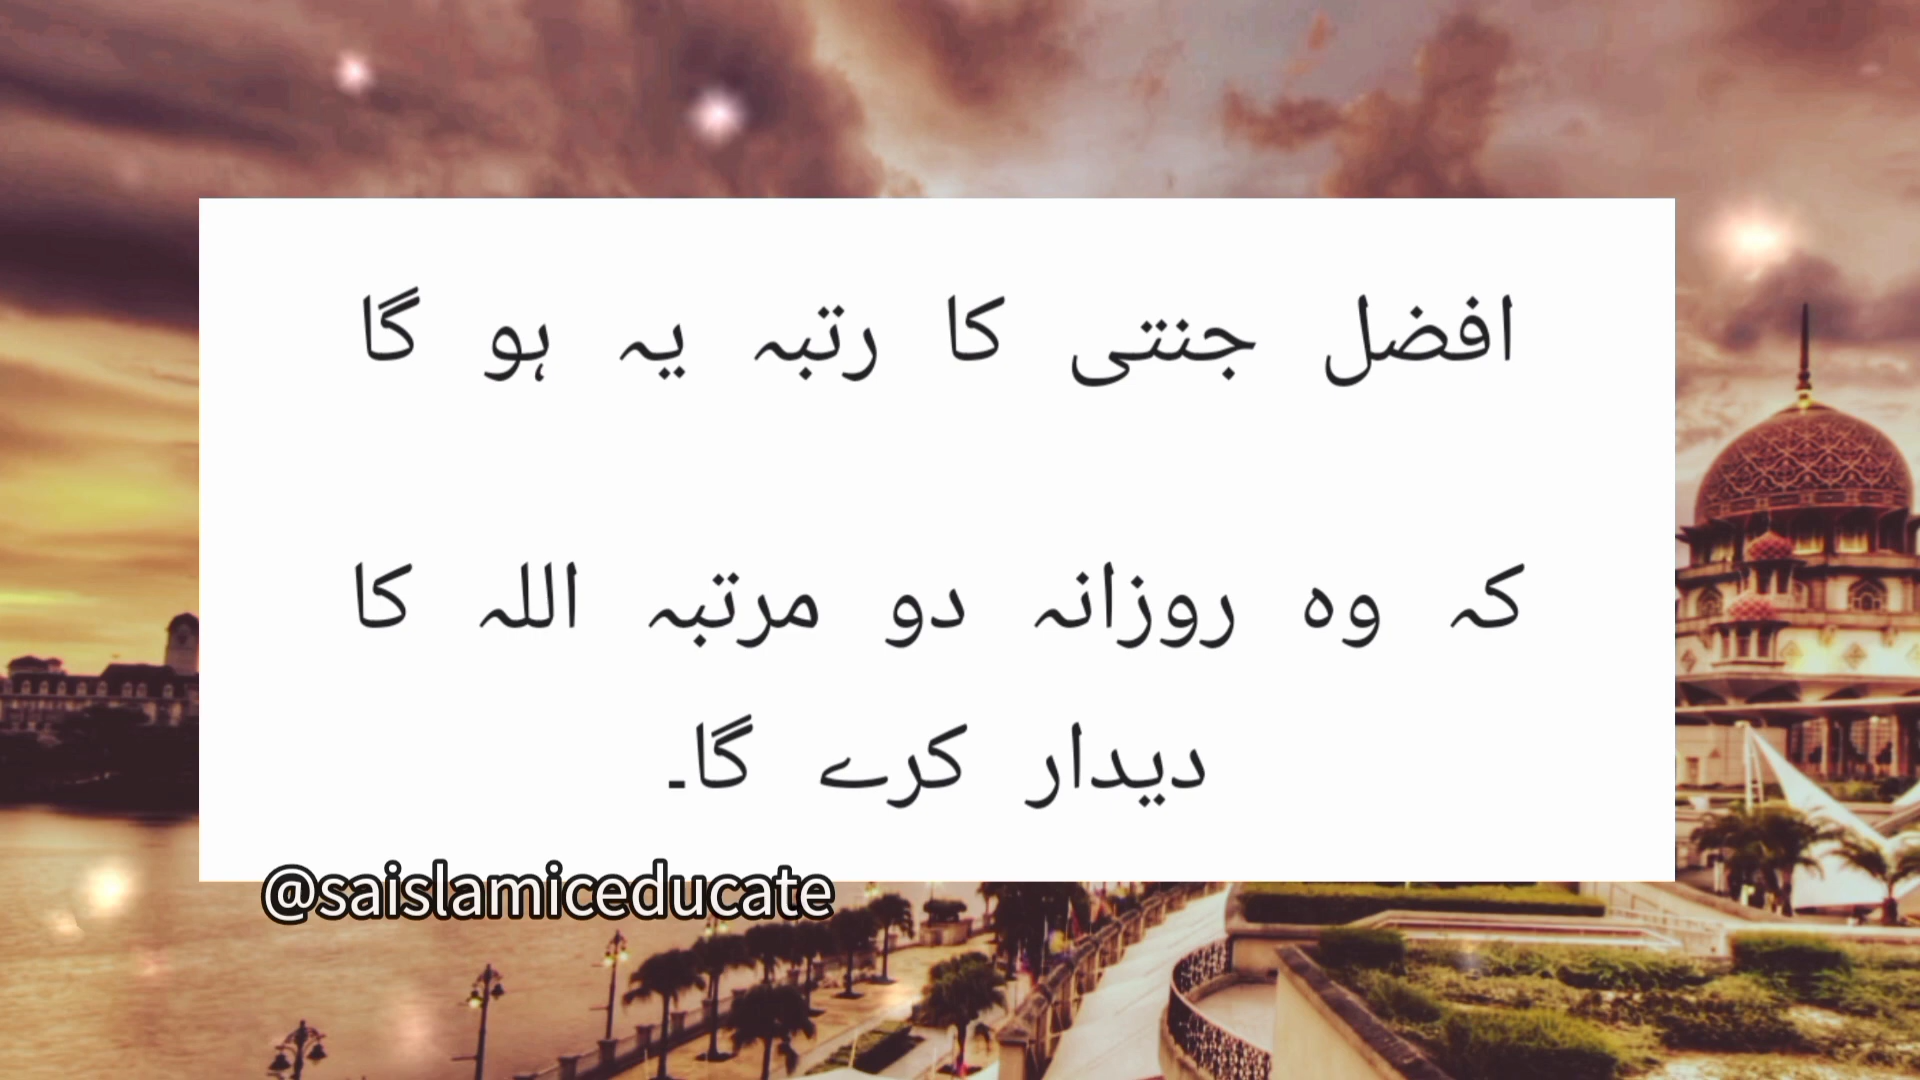 افضل جنتی کا رتبہ یہ ہو گا
کہ وہ روزانہ دو مرتبہ اللہ کا
دیدار کرے گا۔
@saislamiceducate